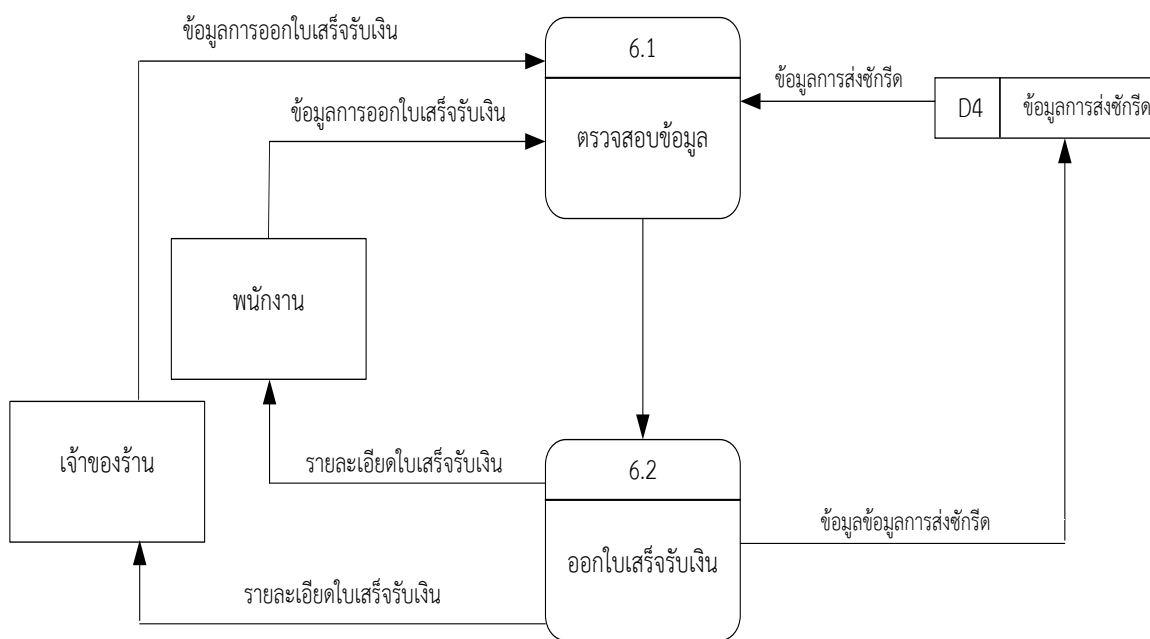 ข้อมูลการออกใบเสร็จรับเงิน
6.1
ข้อมูลการส่งซักรีด
D4
ข้อมูลการส่งซักรีด
ข้อมูลการออกใบเสร็จรับเงิน
ตรวจสอบข้อมูล
พนักงาน
เจ้าของร้าน
รายละเอียดใบเสร็จรับเงิน
6.2
ข้อมูลข้อมูลการส่งซักรีด
ออกใบเสร็จรับเงิน
รายละเอียดใบเสร็จรับเงิน